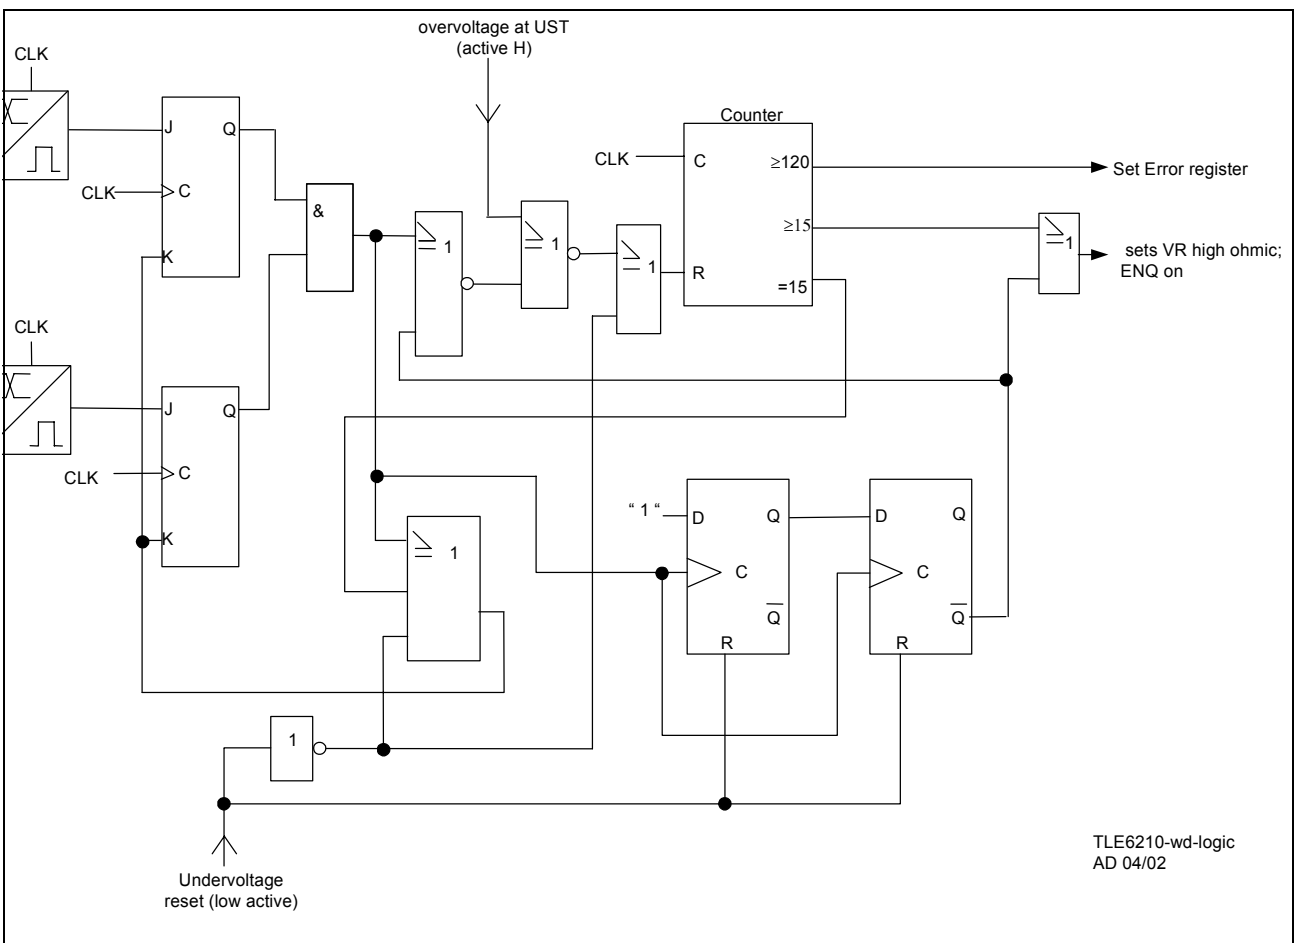 overvoltage at UST
(active H)
CLK
J
Q
CLK
C
K
&
≥ 1
≥ 1
≥ 1
Counter
CLK
C
≥120
≥15
R
=15
Set Error register
≥1
sets VR high ohmic;
ENQ on
CLK
J
Q
CLK
C
K
≥ 1
“ 1 “
D
Q
C
Q
R
D
Q
C
Q
R
1
Undervoltage
reset (low active)
TLE6210-wd-logic
AD 04/02